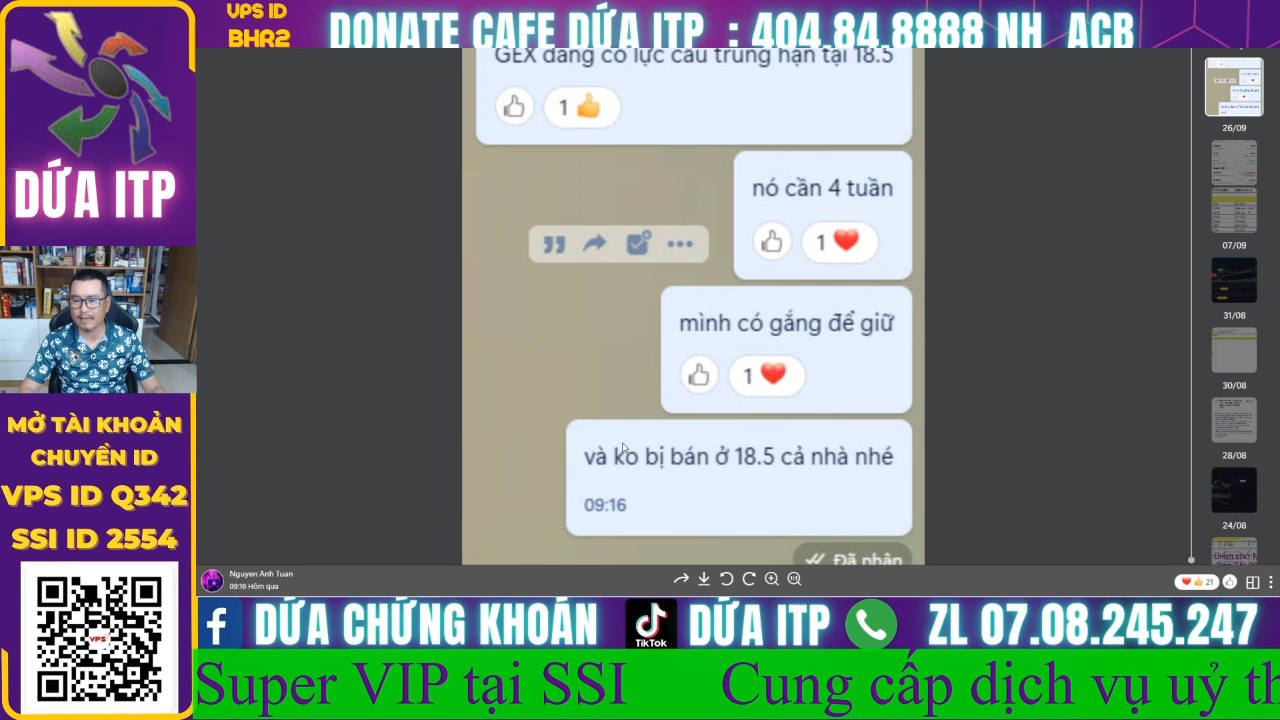 VPS ID
BHR2
DONATE CAFE DỨA ITP : 404.84.8888 NH ACB
DỨA ITP
GEX đang có lực cầu trung hạn tại 18.5
1
nó cần 4 tuần
1
mình có gắng để giữ
1
và ko bị bán ở 18.5 cả nhà nhé
09:16
Đã nhận
26/09
07/09
31/08
30/08
28/08
24/08
MỞ TÀI KHOẢN
CHUYỂN ID
VPS ID Q342
SSI ID 2554
VPS
Nguyen Anh Tuan
09:16 Hôm qua
21
DỨA CHỨNG KHOÁN
TikTok
DỨA ITP
ZL 07.08.245.247
Super VIP tại SSI Cung cấp dịch vụ uỷ